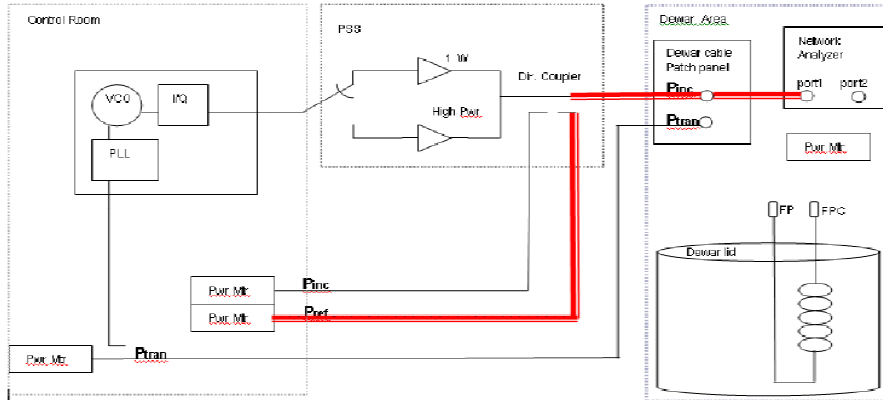 Control Room
PSS
Dewar Area
VCO
I/Q
PLL
1 W
High Pwr
Dir. Coupler
Dewar cable
Patch panel
Pinc
Ptran
Network
Analyzer
port1
port2
Pwr Mtr
FP
FPC
Dewar lid
Pwr Mtr
Pinc
Pwr Mtr
Pref
Pwr Mtr
Ptran